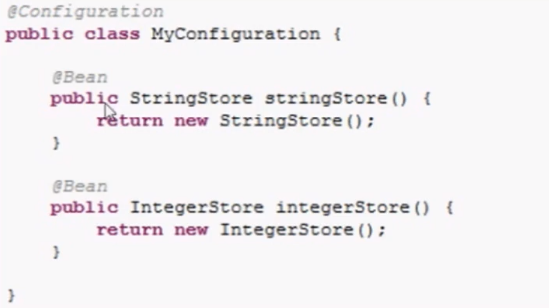 @Configuration
public class MyConfiguration {
@Bean
public StringStore stringStore() {
return new StringStore();
}
@Bean
public IntegerStore integerStore() {
return new IntegerStore();
}
}